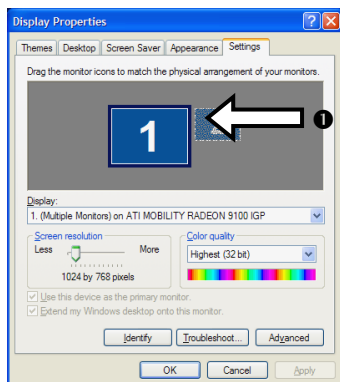 Display Properties
Themes Desktop Screen Saver Appearance Settings
Drag the monitor icons to match the physical arrangement of your monitors.
1
❶
Display:
1. (Multiple Monitors) on ATI MOBILITY RADEON 9100 IGP
Screen resolution
Less More
1024 by 768 pixels
Color quality
Highest (32 bit)
Use this device as the primary monitor.
Extend my Windows desktop onto this monitor.
Identify Troubleshoot... Advanced
OK Cancel Apply